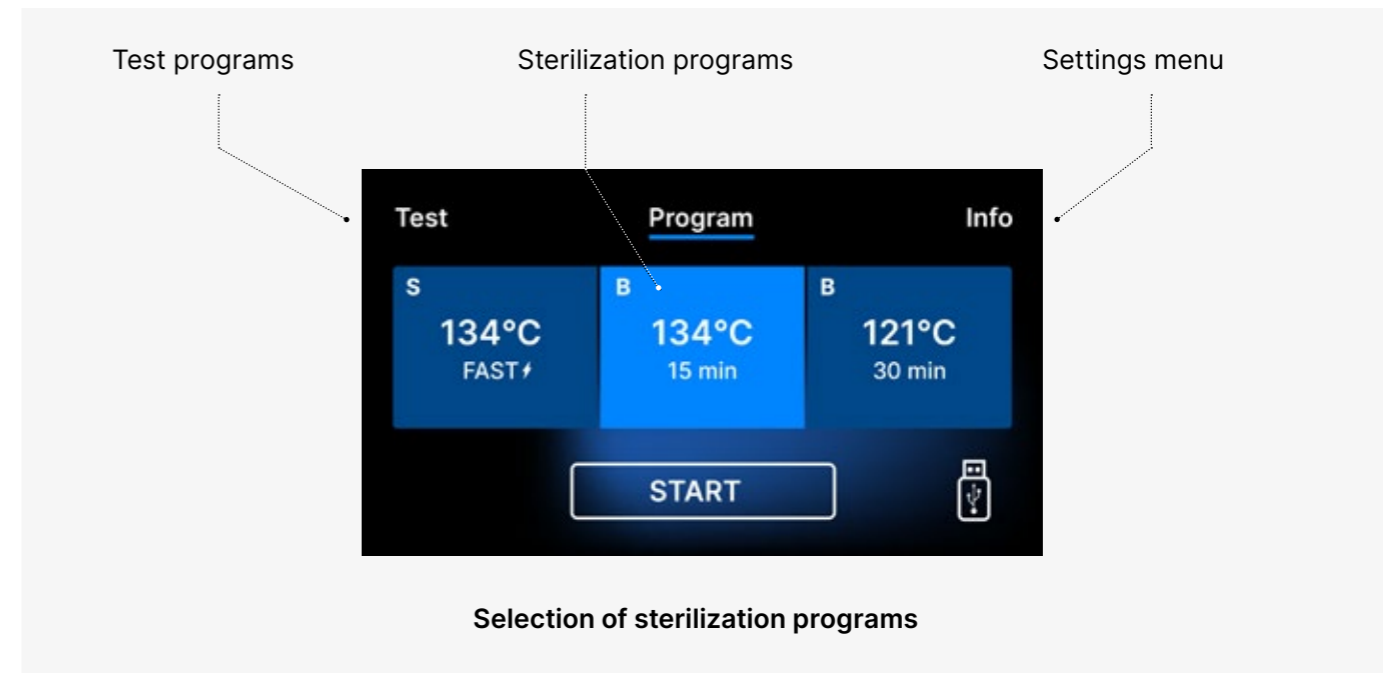 Test programs Sterilization programs Settings menu
Test Program Info
S B B
134°C 134°C 121°C
FAST 15 min 30 min
START
Selection of sterilization programs